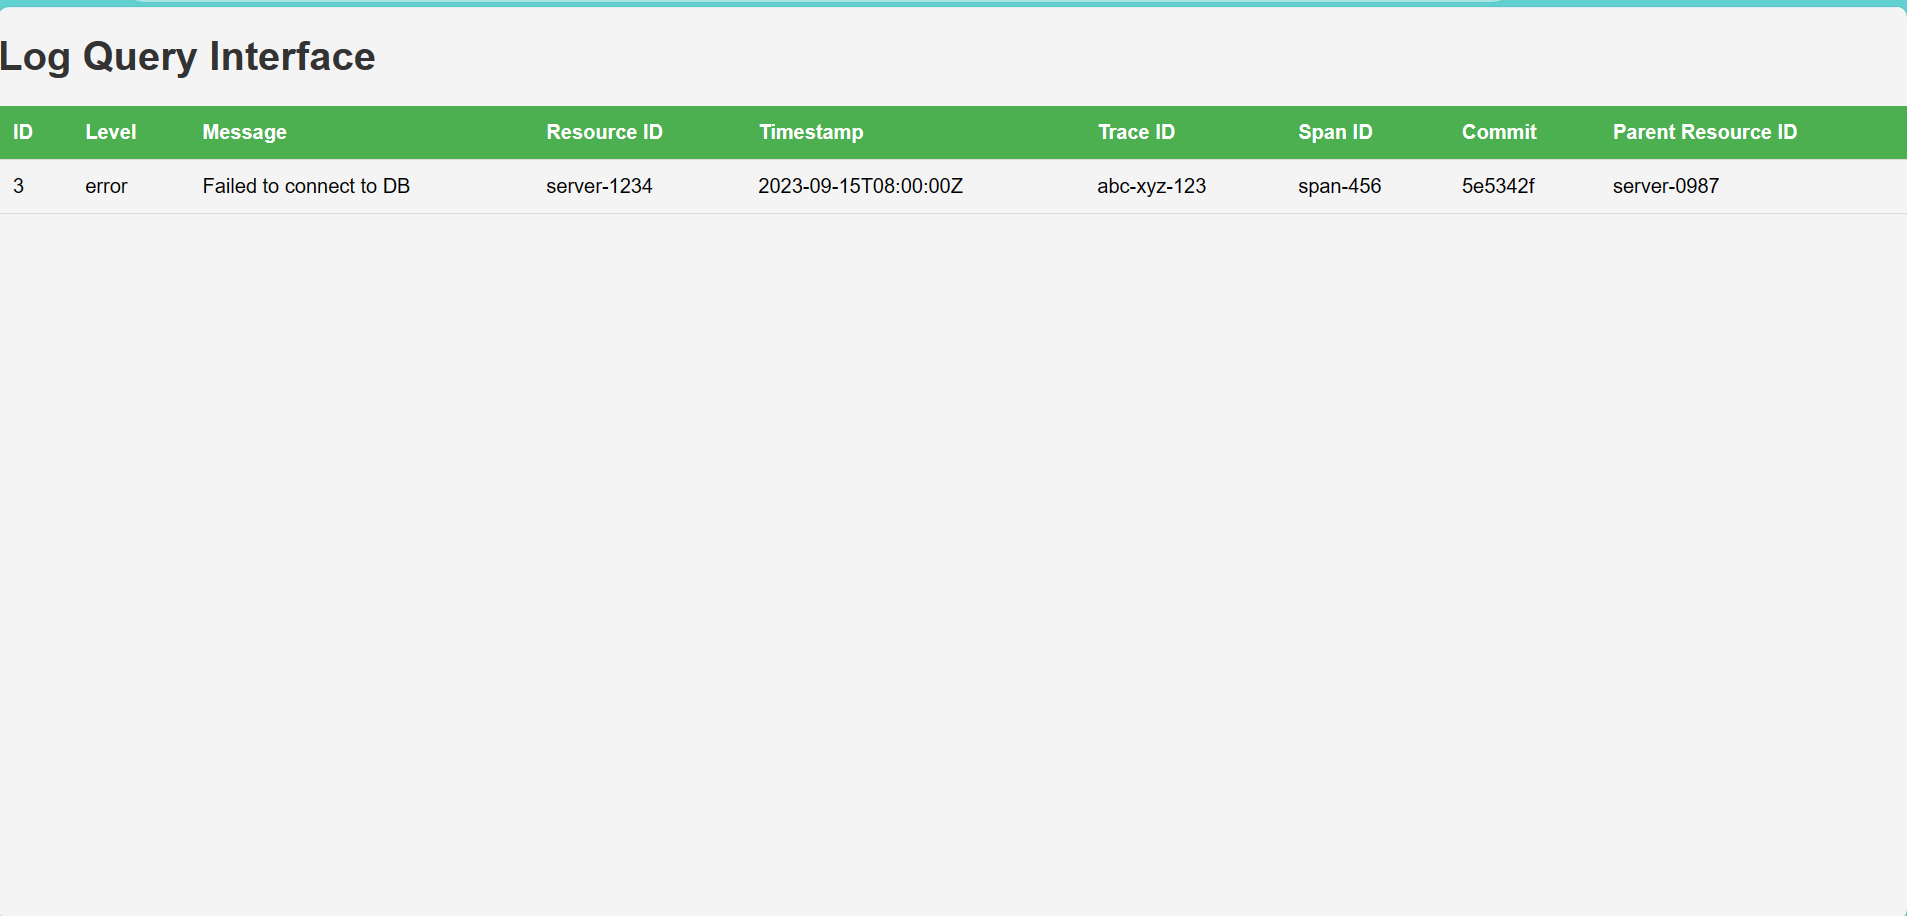 Log Query Interface
ID Level Message Resource ID Timestamp Trace ID Span ID Commit Parent Resource ID
3 error Failed to connect to DB server-1234 2023-09-15T08:00:00Z abc-xyz-123 span-456 5e5342f server-0987